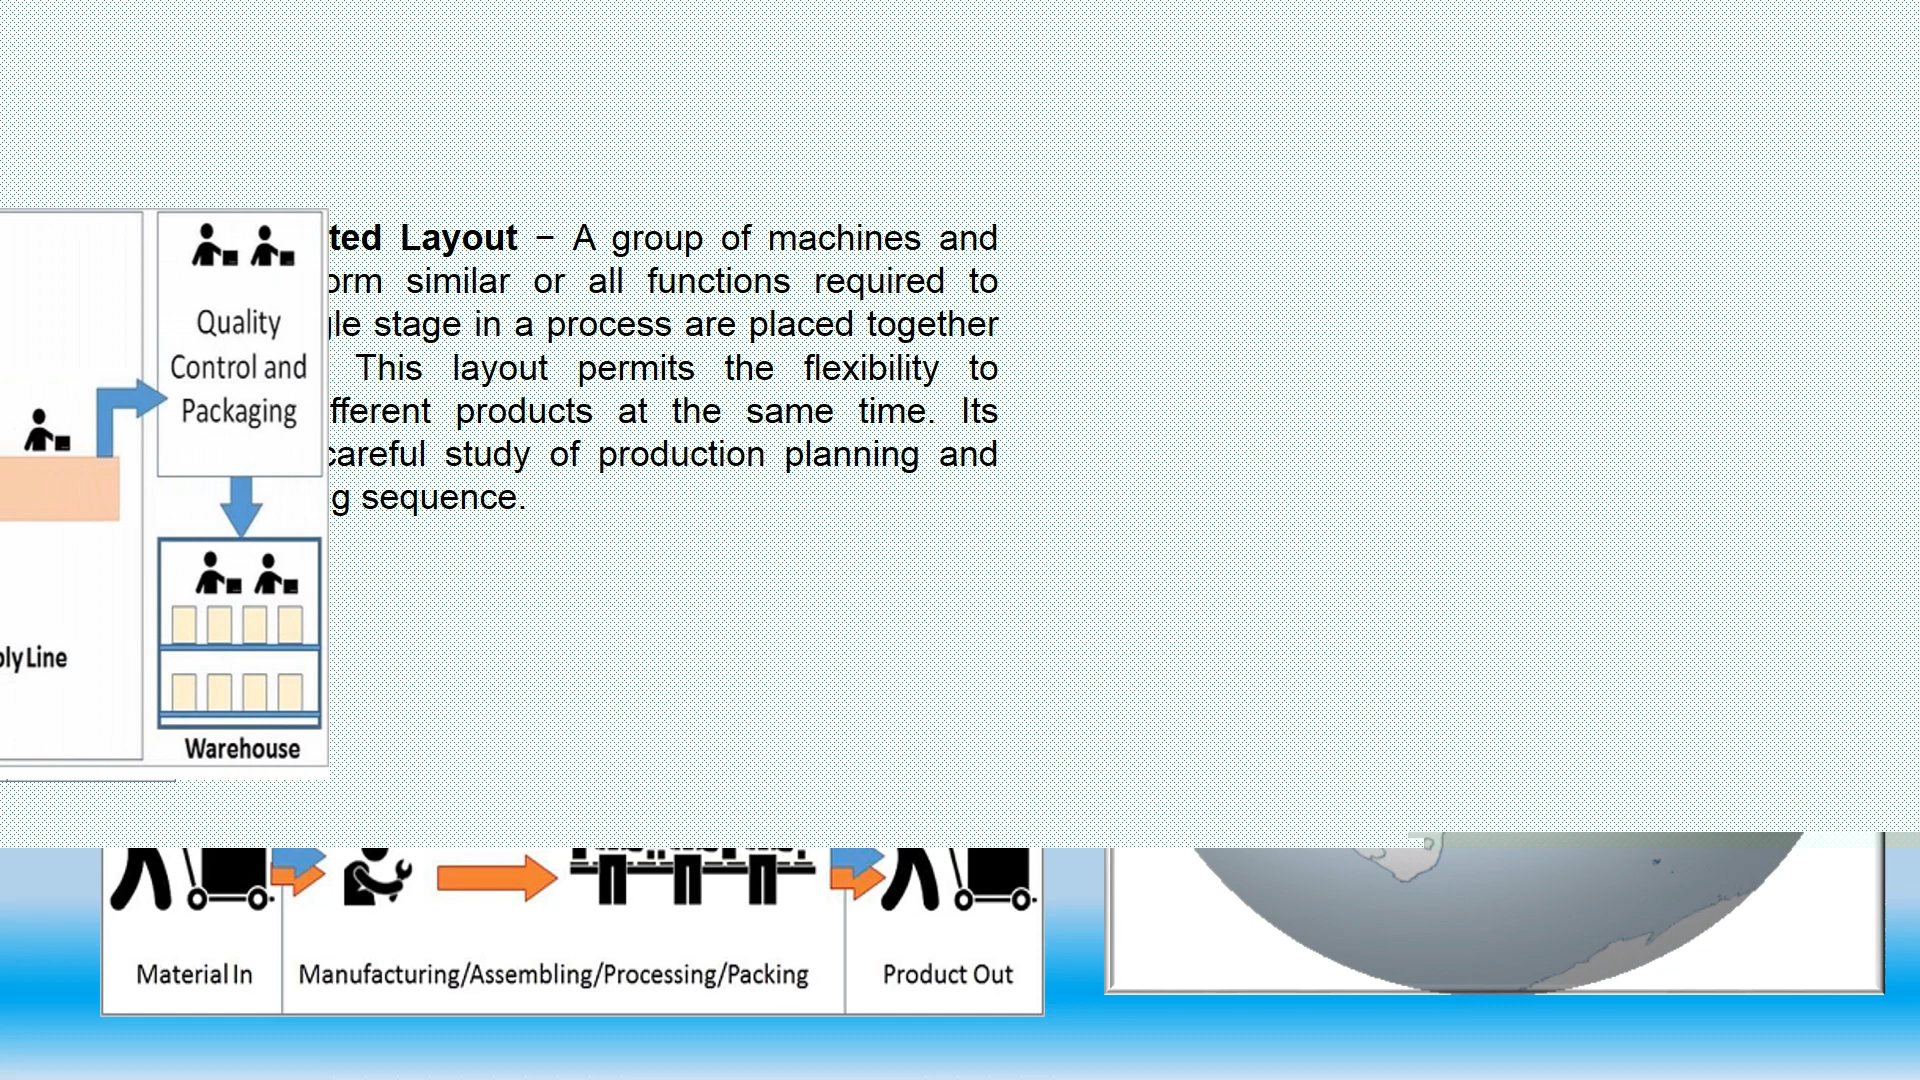 ted Layout – A group of machines and
orm similar or all functions required to
gle stage in a process are placed together
This layout permits the flexibility to
fferent products at the same time. Its
careful study of production planning and
g sequence.
Quality
Control and
Packaging
ply Line
Warehouse
Material In
Manufacturing/Assembling/Processing/Packing
Product Out